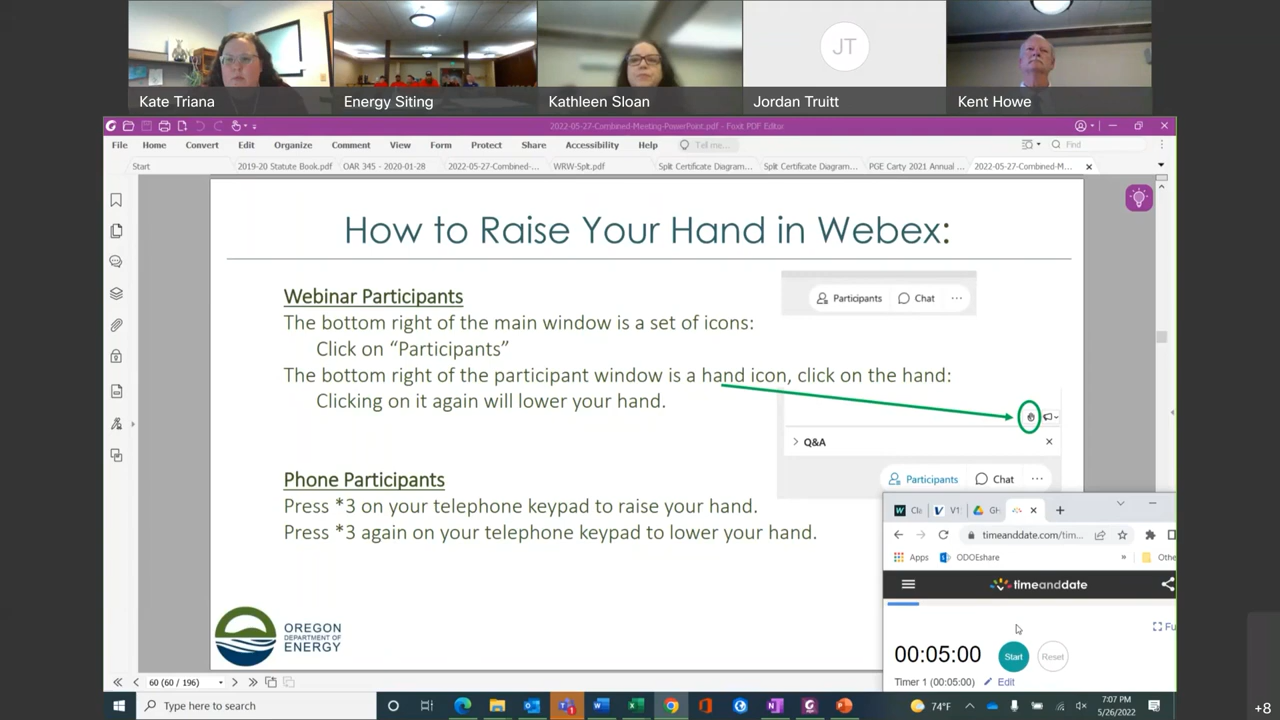 JT
Kate Triana
Energy Siting
Kathleen Sloan
Jordan Truitt
Kent Howe
2022-05-27-Combined-Meeting-PowerPoint.pdf - Foxit PDF Editor
File Home Convert Edit Organize Comment View Form Protect Share Accessibility Help Tell me... Find
Start 2019-20 Statute Book.pdf OAR 345 - 2020-01-28 2022-05-27-Combined-... WRW-Split.pdf Split Certificate Diagram... Split Certificate Diagram... PGE Carty 2021 Annual ... 2022-05-27-Combined-M...
How to Raise Your Hand in Webex:
Webinar Participants
Participants Chat ...
The bottom right of the main window is a set of icons:
Click on “Participants”
The bottom right of the participant window is a hand icon, click on the hand:
Clicking on it again will lower your hand.
Q&A
Phone Participants
Participants Chat ...
Press *3 on your telephone keypad to raise your hand.
Press *3 again on your telephone keypad to lower your hand.
timeanddate.com/tim...
Apps ODOEshare » Othe
timeanddate
OREGON
DEPARTMENT OF
ENERGY
Fu
00:05:00 Start Reset
Timer 1 (00:05:00) Edit
60 (60 / 196)
Type here to search
74°F
7:07 PM
5/26/2022
+8